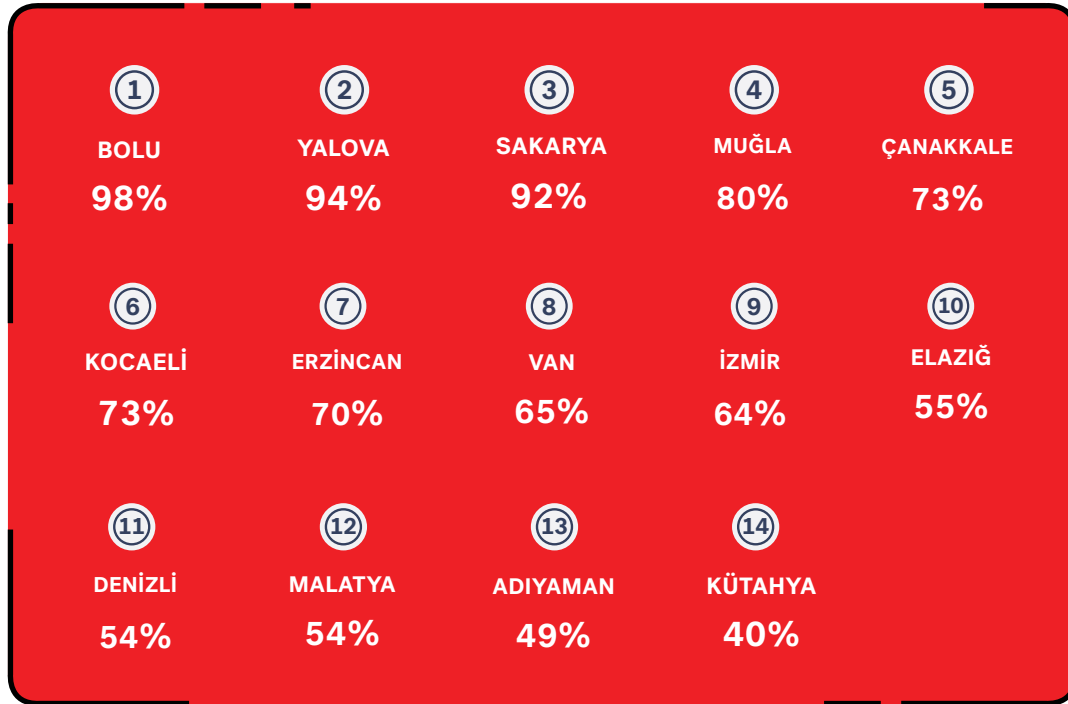 1 2 3 4 5
BOLU YALOVA SAKARYA MUĞLA ÇANAKKALE
98% 94% 92% 80% 73%
6 7 8 9 10
KOCAELİ ERZİNCAN VAN İZMİR ELAZIĞ
73% 70% 65% 64% 55%
11 12 13 14
DENİZLİ MALATYA ADIYAMAN KÜTAHYA
54% 54% 49% 40%